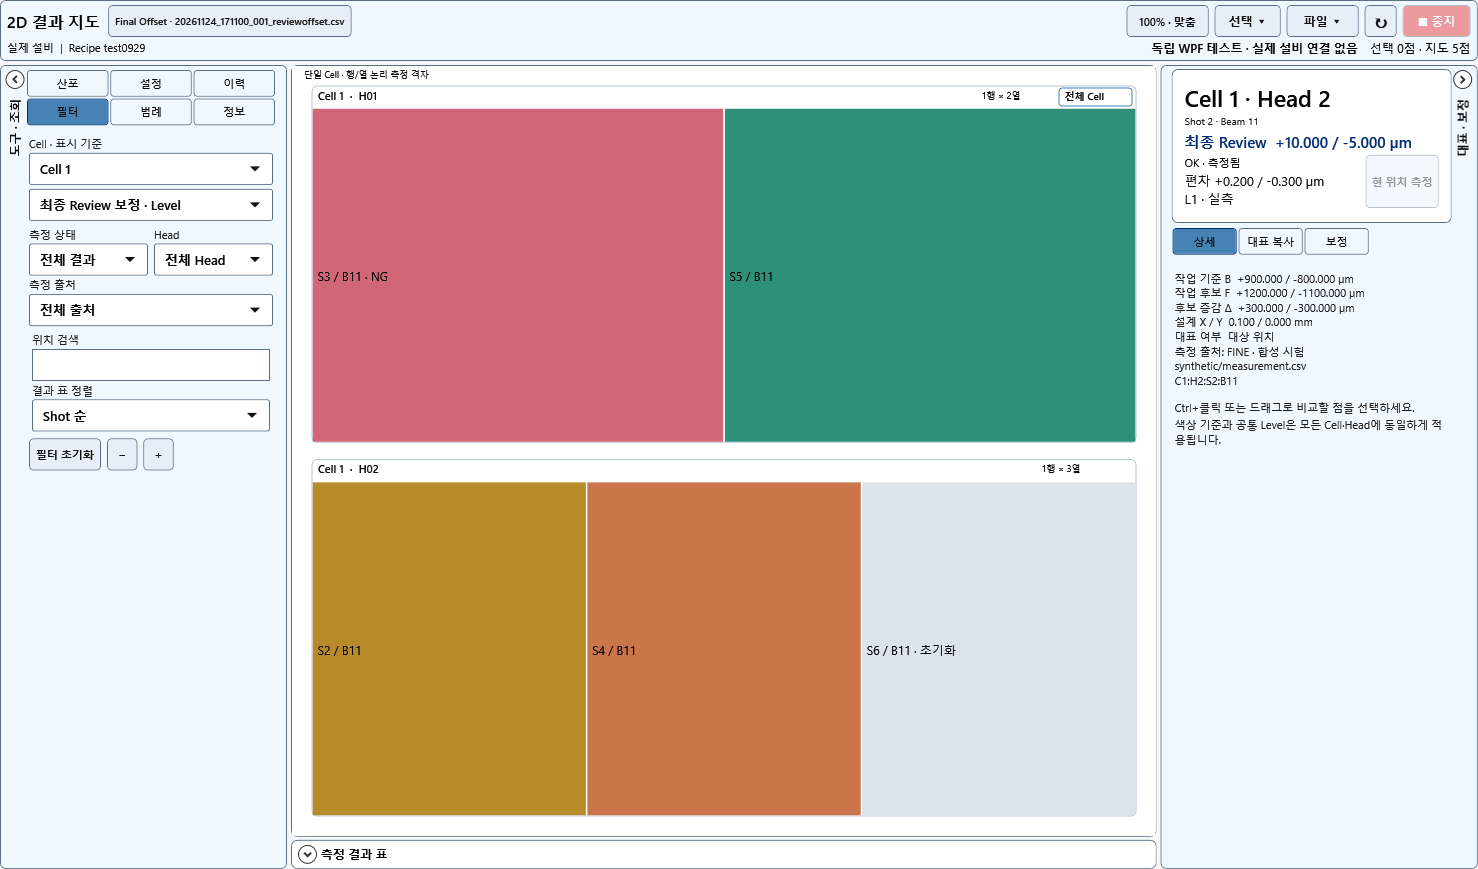 2D 결과 지도
Final Offset · 20261124_171100_001_reviewoffset.csv
100% · 맞춤
선택 ▾
파일 ▾
↻
■ 중지
실제 설비 | Recipe test0929
독립 WPF 테스트 · 실제 설비 연결 없음 선택 0점 · 지도 5점
도구 · 조회
산포
설정
이력
필터
범례
정보
Cell · 표시 기준
Cell 1
최종 Review 보정 · Level
측정 상태
Head
전체 결과
전체 Head
측정 출처
전체 출처
위치 검색
결과 표 정렬
Shot 순
필터 초기화
−
+
단일 Cell · 행/열 논리 측정 격자
Cell 1 · H01
1행 × 2열
전체 Cell
S3 / B11 · NG
S5 / B11
Cell 1 · H02
1행 × 3열
S2 / B11
S4 / B11
S6 / B11 · 초기화
측정 결과 표
Cell 1 · Head 2
Shot 2 · Beam 11
최종 Review +10.000 / -5.000 µm
OK · 측정됨
편차 +0.200 / -0.300 µm
L1 · 실측
현 위치 측정
대표 · 보정
상세
대표 복사
보정
작업 기준 B +900.000 / -800.000 µm
작업 후보 F +1200.000 / -1100.000 µm
후보 증감 Δ +300.000 / -300.000 µm
설계 X / Y 0.100 / 0.000 mm
대표 여부 대상 위치
측정 출처: FINE · 합성 시험
synthetic/measurement.csv
C1:H2:S2:B11
Ctrl+클릭 또는 드래그로 비교할 점을 선택하세요.
색상 기준과 공통 Level은 모든 Cell·Head에 동일하게 적
용됩니다.